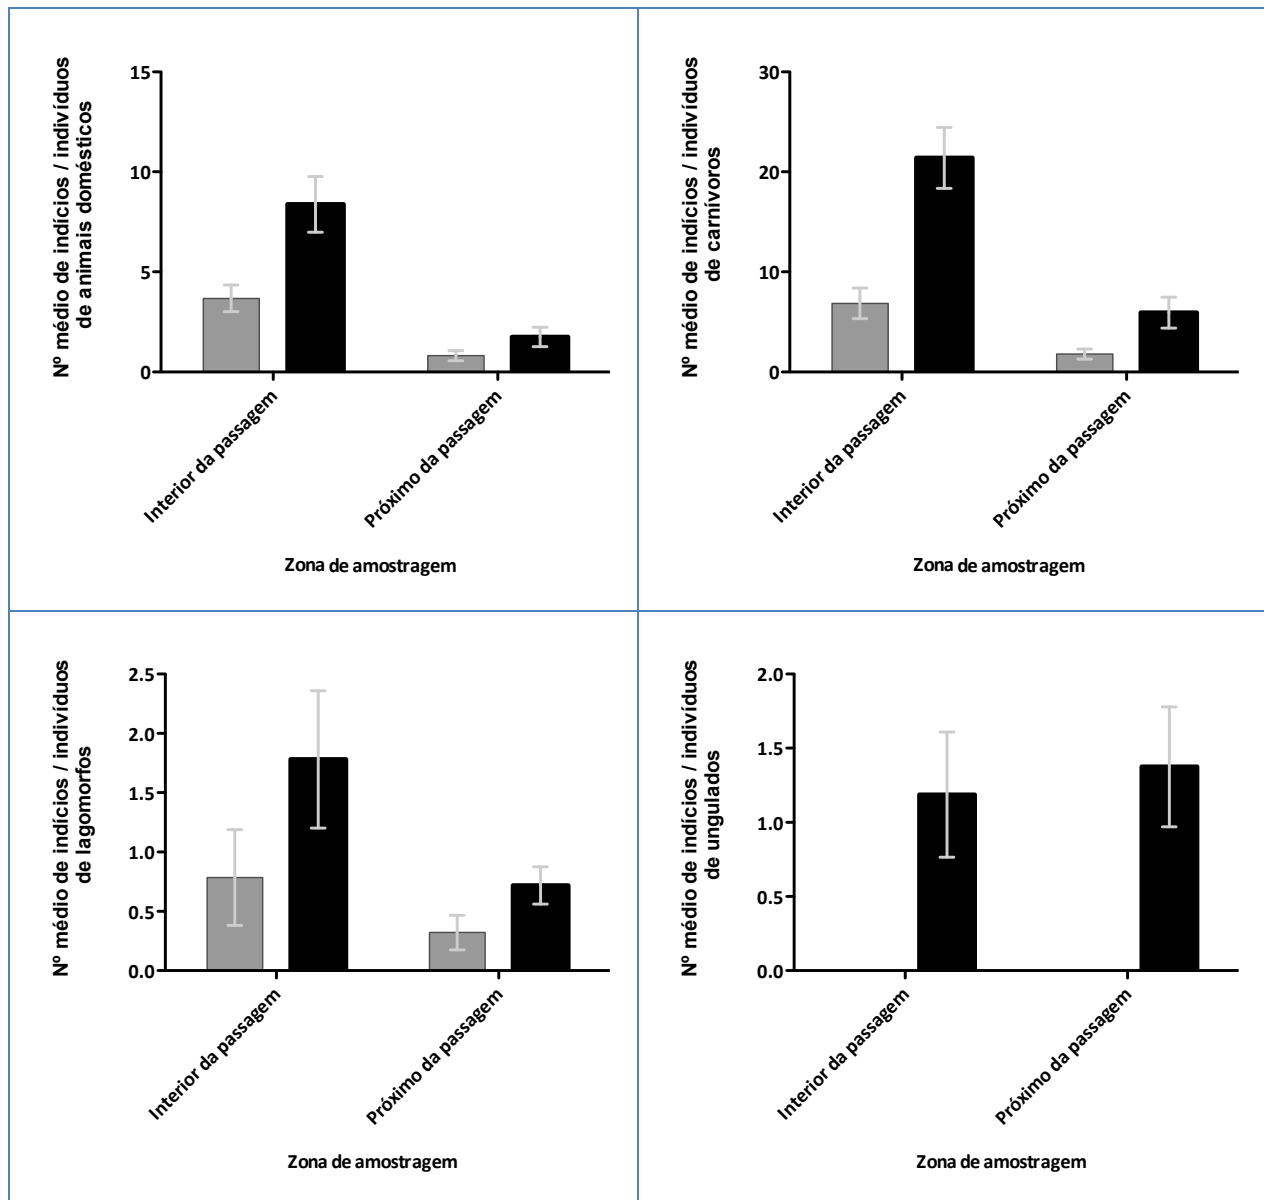 Nº médio de indícios / indivíduos
de animais domésticos
15
10
5
0
Interior da passagem
Próximo da passagem
Zona de amostragem
Nº médio de indícios / indivíduos
de carnívoros
30
20
10
0
Interior da passagem
Próximo da passagem
Zona de amostragem
Nº médio de indícios / indivíduos
de lagomorfos
2.5
2.0
1.5
1.0
0.5
0.0
Interior da passagem
Próximo da passagem
Zona de amostragem
Nº médio de indícios / indivíduos
de ungulados
2.0
1.5
1.0
0.5
0.0
Interior da passagem
Próximo da passagem
Zona de amostragem